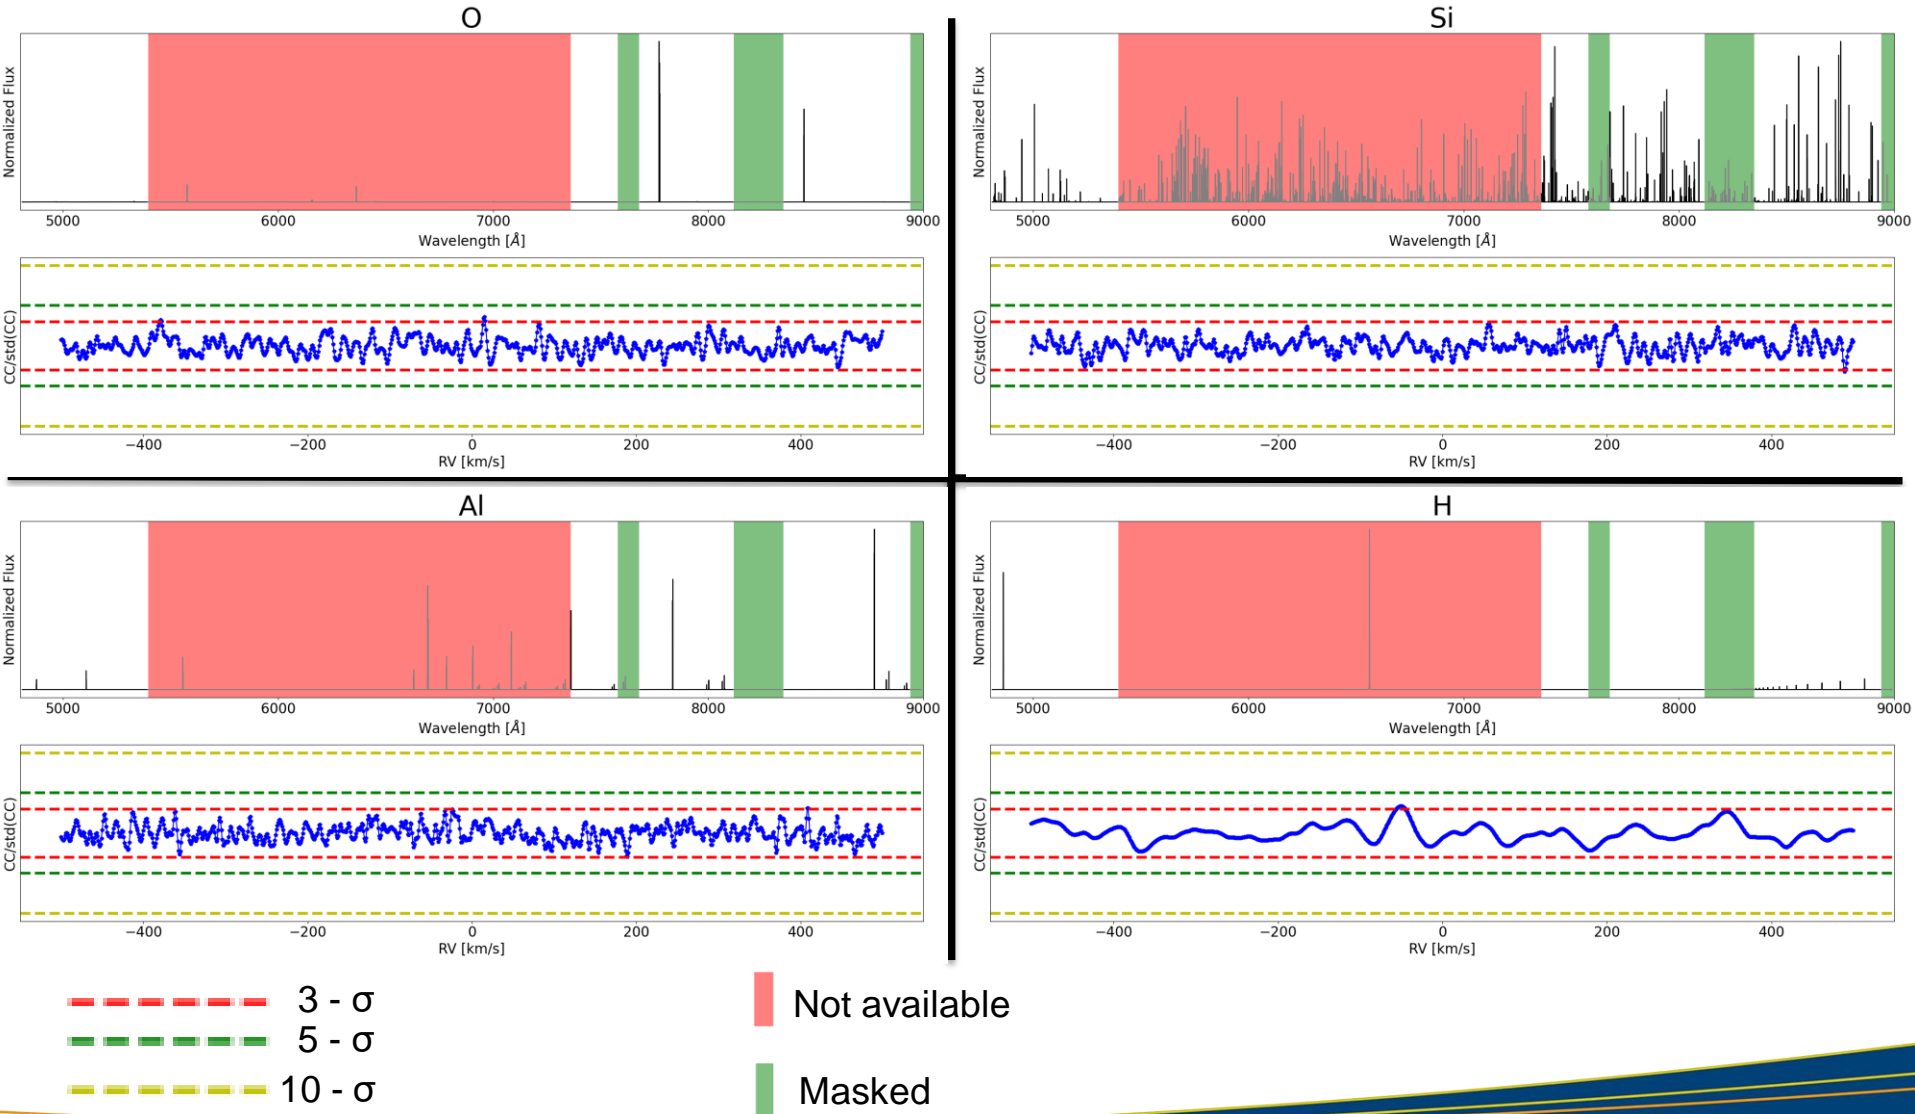 O
Normalized Flux
5000 6000 7000 8000 9000
Wavelength [Å]
CC/std(CC)
−400 −200 0 200 400
RV [km/s]
Si
Normalized Flux
5000 6000 7000 8000 9000
Wavelength [Å]
CC/std(CC)
−400 −200 0 200 400
RV [km/s]
Al
Normalized Flux
5000 6000 7000 8000 9000
Wavelength [Å]
CC/std(CC)
−400 −200 0 200 400
RV [km/s]
H
Normalized Flux
5000 6000 7000 8000 9000
Wavelength [Å]
CC/std(CC)
−400 −200 0 200 400
RV [km/s]
3 - σ
5 - σ
10 - σ
Not available
Masked